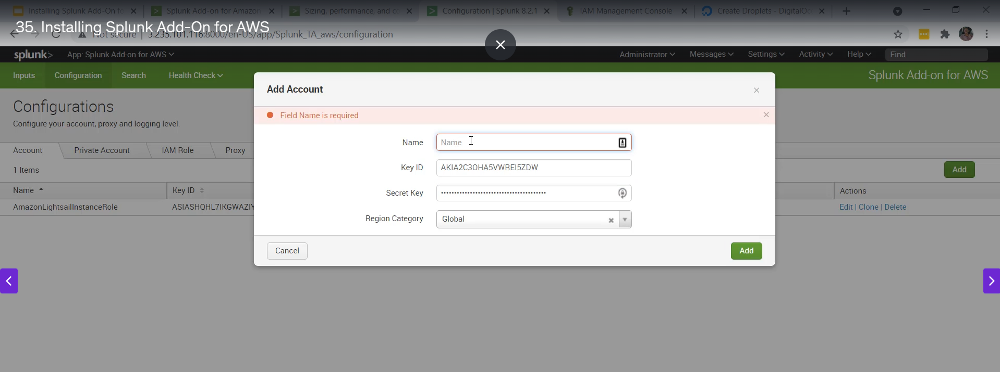 Installing Splunk Add-On fo
Splunk Add-on for Amazon
Sizing, performance, and co
Configuration | Splunk 8.2.1
IAM Management Console
Create Droplets - DigitalOc
35. Installing Splunk Add-On for AWS
Not secure | 3.235.101.116:8000/en-US/app/Splunk_TA_aws/configuration
splunk> App: Splunk Add-on for AWS
Administrator Messages Settings Activity Help Find
Inputs Configuration Search Health Check
Splunk Add-on for AWS
Add Account
Field Name is required
Configurations
Configure your account, proxy and logging level.
Name Name
Account Private Account IAM Role Proxy
Key ID AKIA2C3OHA5VWREI5ZDW
1 Items
Add
Secret Key ••••••••••••••••••••••••••••••••••••••••
Name Key ID
Actions
AmazonLightsailInstanceRole ASIASHQHL7IKGWAZIY
Edit | Clone | Delete
Region Category Global
Cancel Add